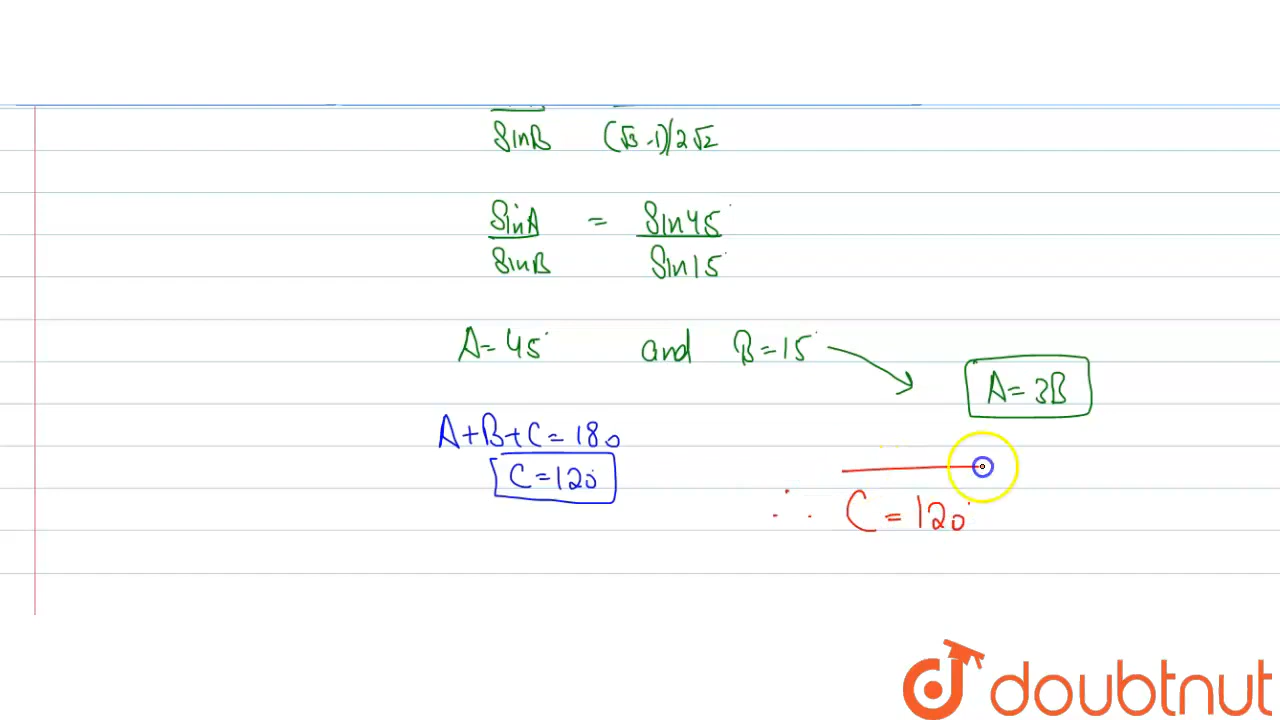 SinB (√3 -1)/2√2
SinA = Sin45°
SinB Sin15°
A=45° and B=15°
A=3B
A+B+C=180
C=120°
∴ C=120°
doubtnut